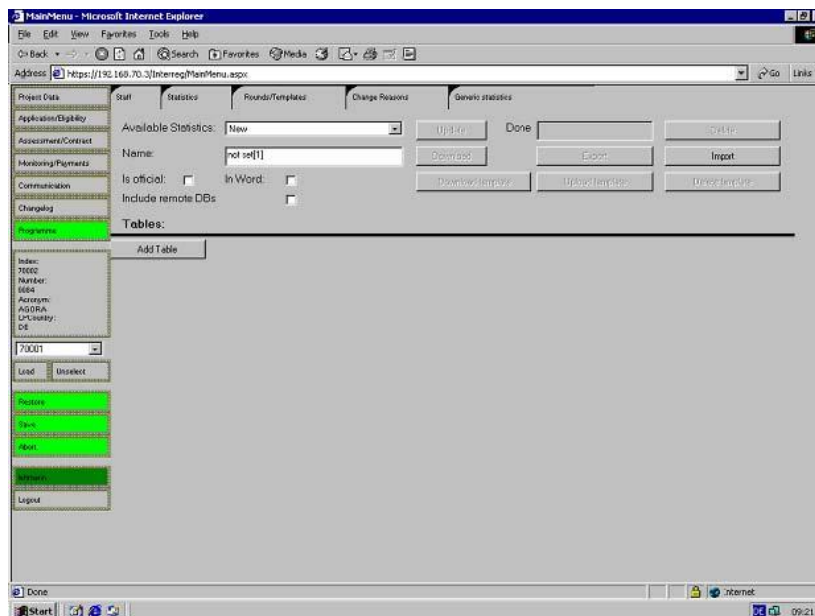 MainMenu - Microsoft Internet Explorer
File Edit View Favorites Tools Help
Back Search Favorites Media
Address https://192.168.70.3/Interreg/MainMenu.aspx Go Links
Project Data
Staff Statistics Rounds/Templates Change Reasons Generic statistics
Application/Eligibility
Available Statistics: New Update Done Delete
Assessment/Contract
Name: not set[1] Download Export Import
Monitoring/Payments
Is official: In Word: Download template Upload template
Communication
Include remote DBs
Changelog
Tables:
Programme
Add Table
Index:
70002
Number:
Acronym:
AGORA
LPCountry:
DE
70001
Load Unselect
Restore
Save
Abort
Logout
Done Internet
Start DE 09:21